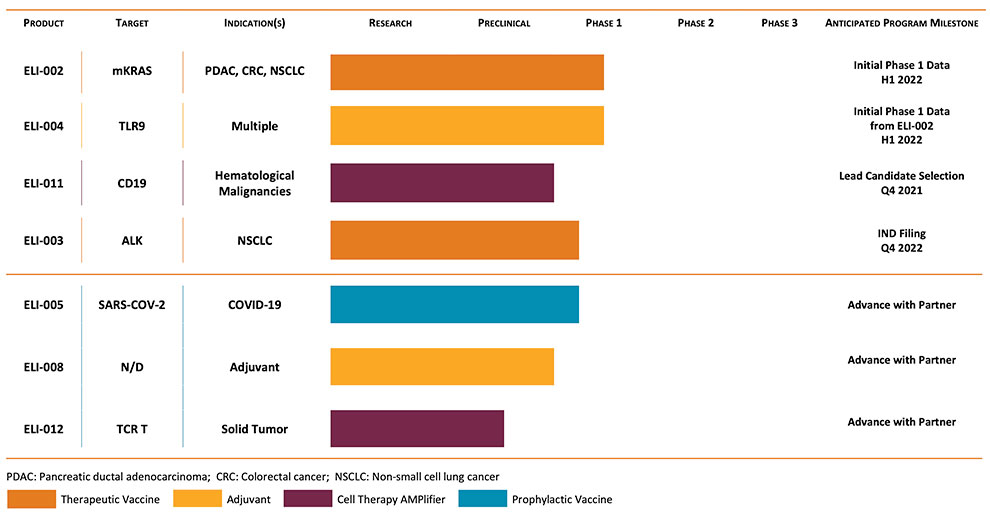 PRODUCT TARGET INDICATION(S) RESEARCH PRECLINICAL PHASE 1 PHASE 2 PHASE 3 ANTICIPATED PROGRAM MILESTONE
ELI-002 mKRAS PDAC, CRC, NSCLC Initial Phase 1 Data
H1 2022
ELI-004 TLR9 Multiple Initial Phase 1 Data
from ELI-002
H1 2022
ELI-011 CD19 Hematological
Malignancies Lead Candidate Selection
Q4 2021
ELI-003 ALK NSCLC IND Filing
Q4 2022
ELI-005 SARS-COV-2 COVID-19 Advance with Partner
ELI-008 N/D Adjuvant Advance with Partner
ELI-012 TCR T Solid Tumor Advance with Partner
PDAC: Pancreatic ductal adenocarcinoma; CRC: Colorectal cancer; NSCLC: Non-small cell lung cancer
Therapeutic Vaccine Adjuvant Cell Therapy AMPlifier Prophylactic Vaccine